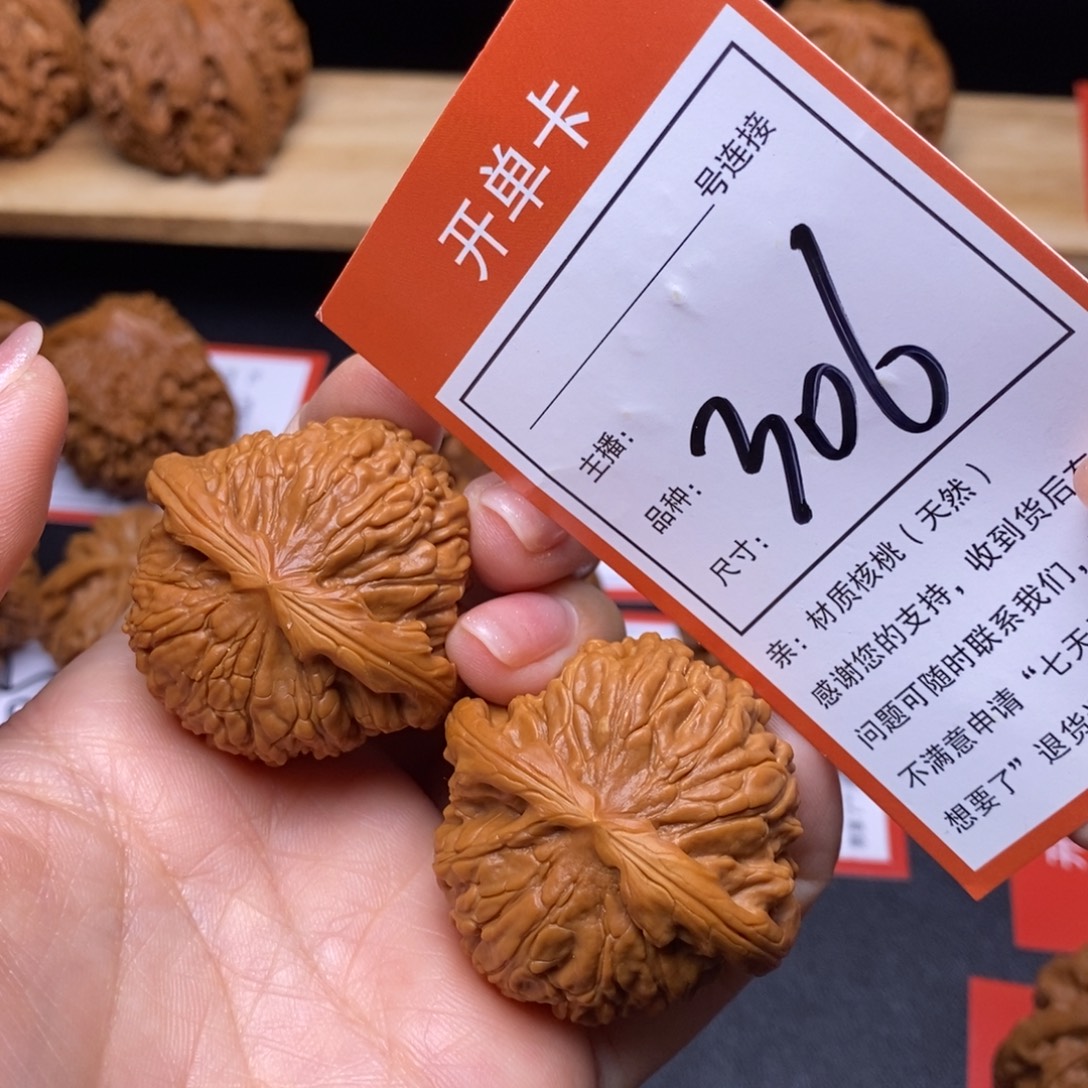 开单卡
号连接
306
主播：
品种：
尺寸：
亲：材质核桃（天然）
感谢您的支持，收到货后有
问题可随时联系我们，
不满意申请“七天
想要了”退货